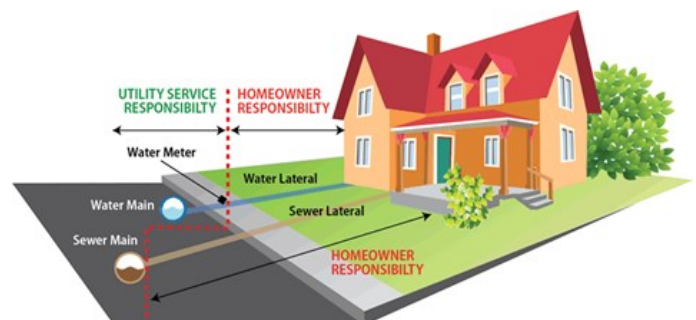 UTILITY SERVICE
RESPONSIBILTY
HOMEOWNER
RESPONSIBILTY
Water Meter
Water Lateral
Water Main
Sewer Lateral
Sewer Main
HOMEOWNER
RESPONSIBILTY